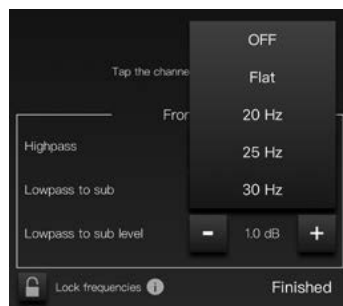 OFF
Tap the channe
Flat
Fror
20 Hz
Highpass
25 Hz
Lowpass to sub
30 Hz
Lowpass to sub level - 1.0 dB +
Lock frequencies i Finished